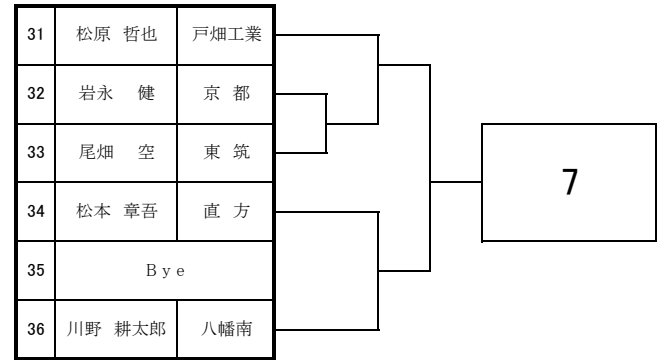 31 松原 哲也 戸畑工業
32 岩永 健 京 都
33 尾畑 空 東 筑
34 松本 章吾 直 方
35 Bye
36 川野 耕太郎 八幡南
7